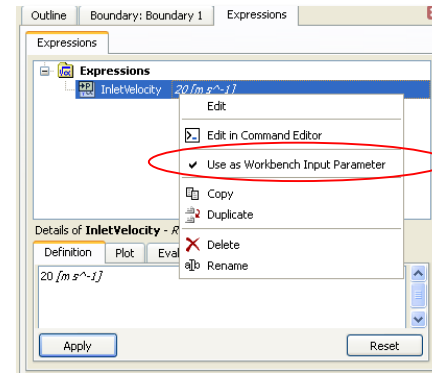 Outline Boundary: Boundary 1 Expressions
Expressions
Expressions
InletVelocity 20 [m s^-1]
Edit
Edit in Command Editor
Use as Workbench Input Parameter
Copy
Duplicate
Delete
Rename
Details of InletVelocity - R
Definition Plot Eval
20 [m s^-1]
Apply Reset